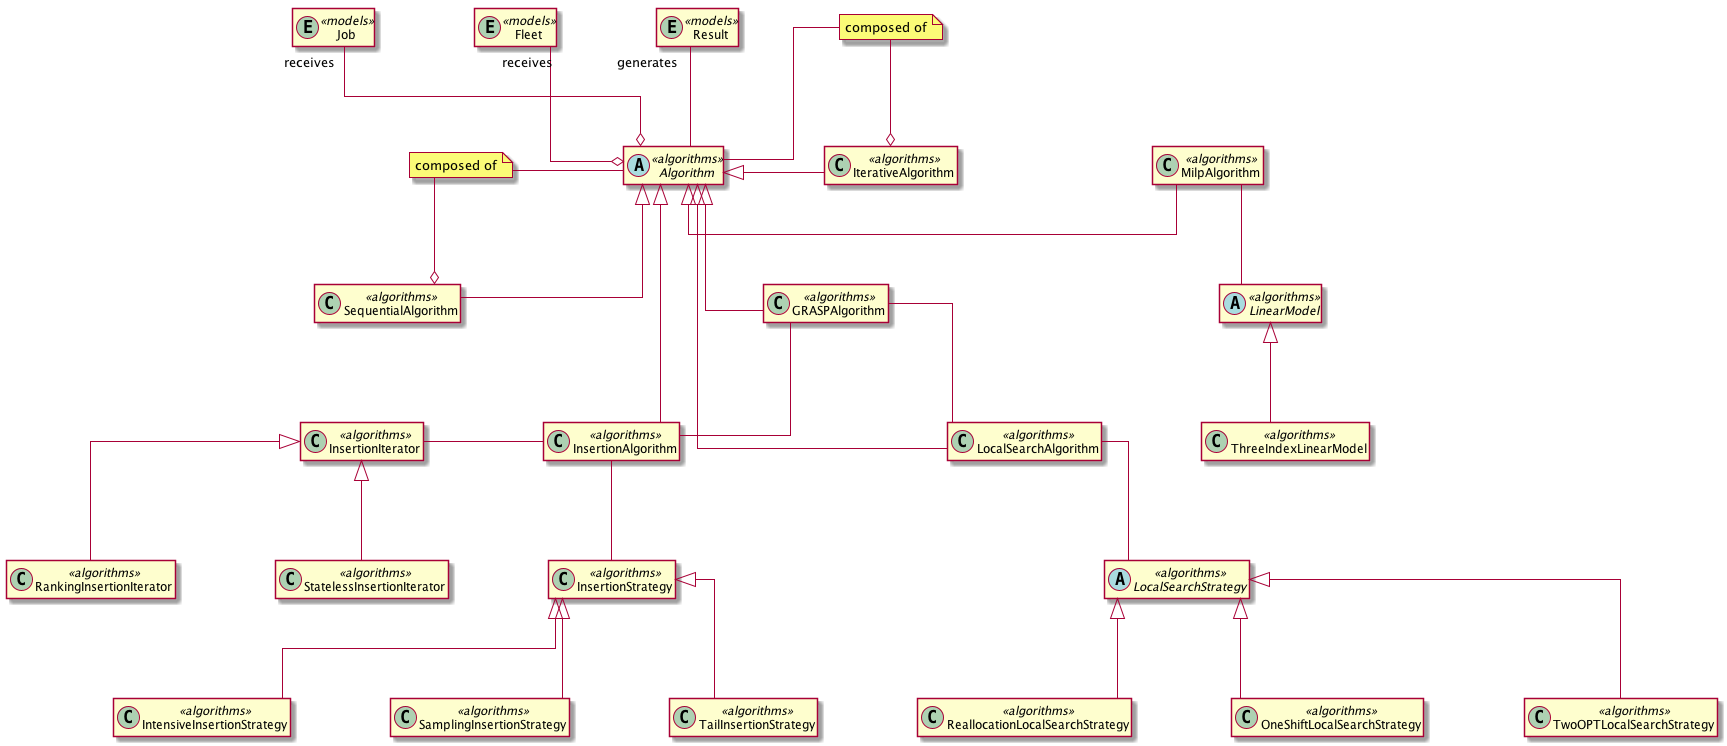 E «models»
Job
E «models»
Fleet
E «models»
Result
composed of
receives
receives
generates
composed of
A «algorithms»
Algorithm
C «algorithms»
IterativeAlgorithm
C «algorithms»
MilpAlgorithm
C «algorithms»
SequentialAlgorithm
C «algorithms»
GRASPAlgorithm
A «algorithms»
LinearModel
C «algorithms»
InsertionIterator
C «algorithms»
InsertionAlgorithm
C «algorithms»
LocalSearchAlgorithm
C «algorithms»
ThreeIndexLinearModel
C «algorithms»
RankingInsertionIterator
C «algorithms»
StatelessInsertionIterator
C «algorithms»
InsertionStrategy
A «algorithms»
LocalSearchStrategy
C «algorithms»
IntensiveInsertionStrategy
C «algorithms»
SamplingInsertionStrategy
C «algorithms»
TailInsertionStrategy
C «algorithms»
ReallocationLocalSearchStrategy
C «algorithms»
OneShiftLocalSearchStrategy
C «algorithms»
TwoOPTLocalSearchStrategy